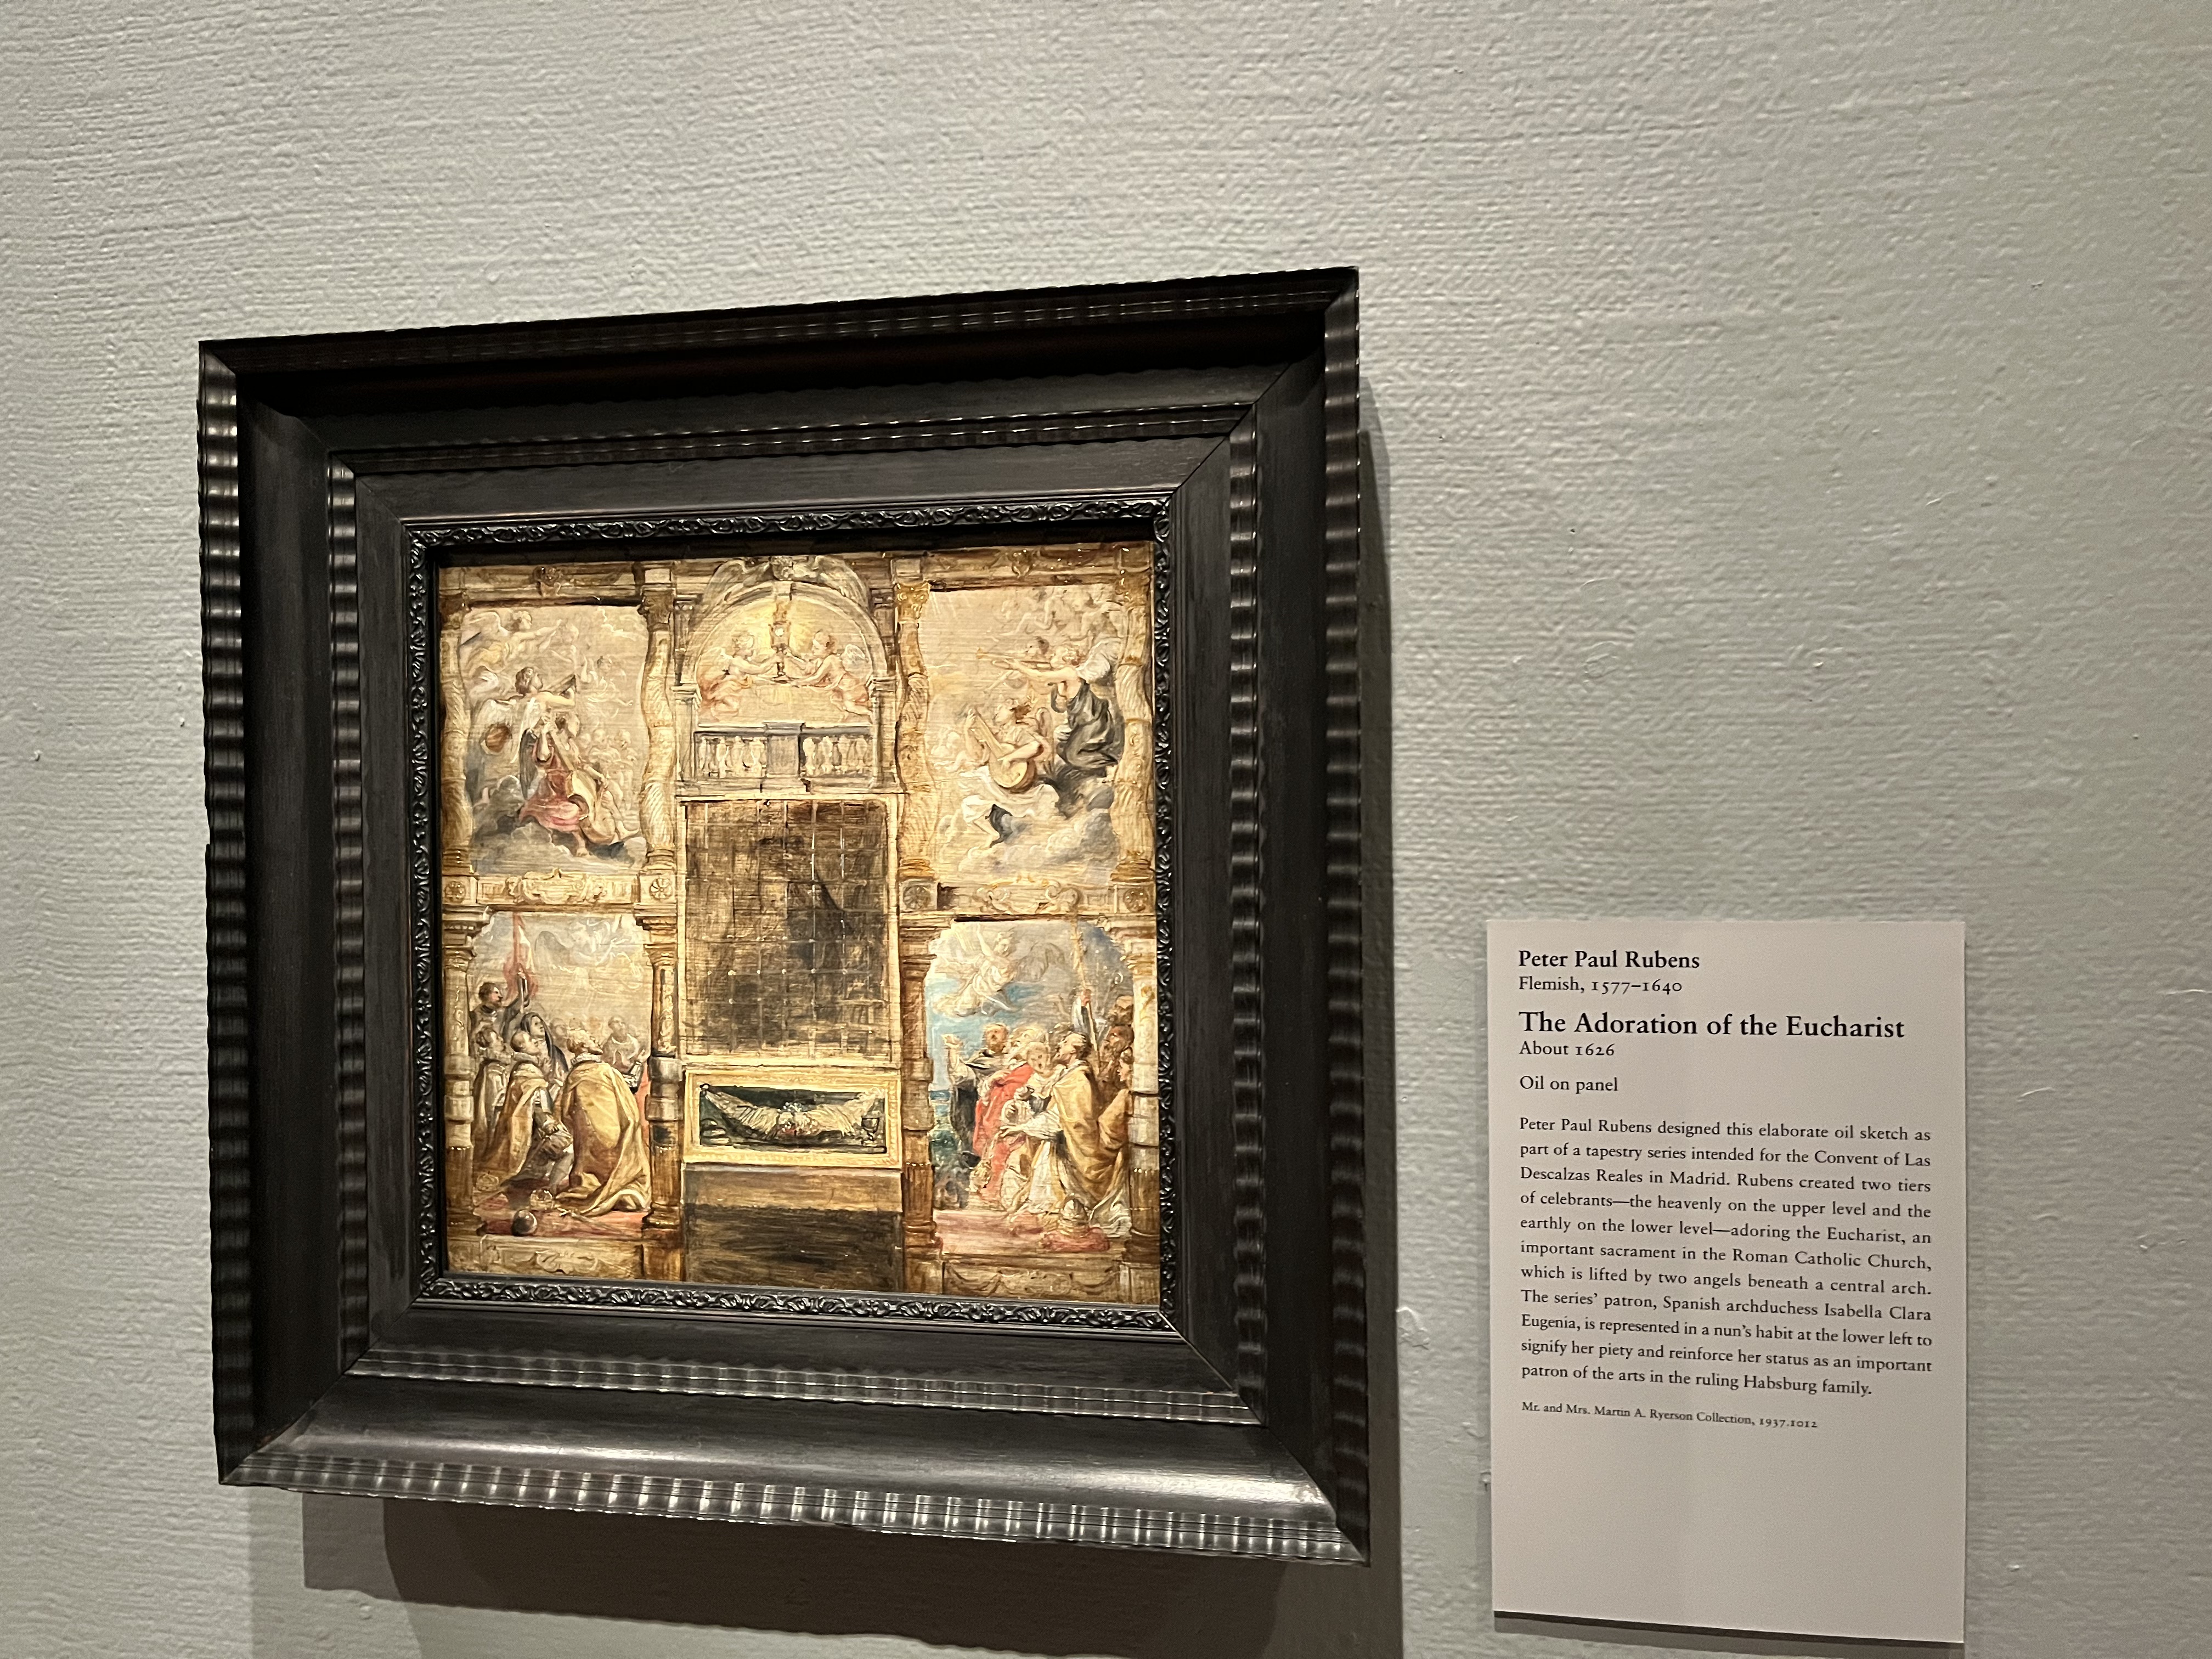 Peter Paul Rubens
Flemish, 1577–1640
The Adoration of the Eucharist
About 1626
Oil on panel
Peter Paul Rubens designed this elaborate oil sketch as
part of a tapestry series intended for the Convent of Las
Descalzas Reales in Madrid. Rubens created two tiers
of celebrants—the heavenly on the upper level and the
earthly on the lower level—adoring the Eucharist, an
important sacrament in the Roman Catholic Church,
which is lifted by two angels beneath a central arch.
The series’ patron, Spanish archduchess Isabella Clara
Eugenia, is represented in a nun’s habit at the lower left to
signify her piety and reinforce her status as an important
patron of the arts in the ruling Habsburg family.
Mr. and Mrs. Martin A. Ryerson Collection, 1937.1012